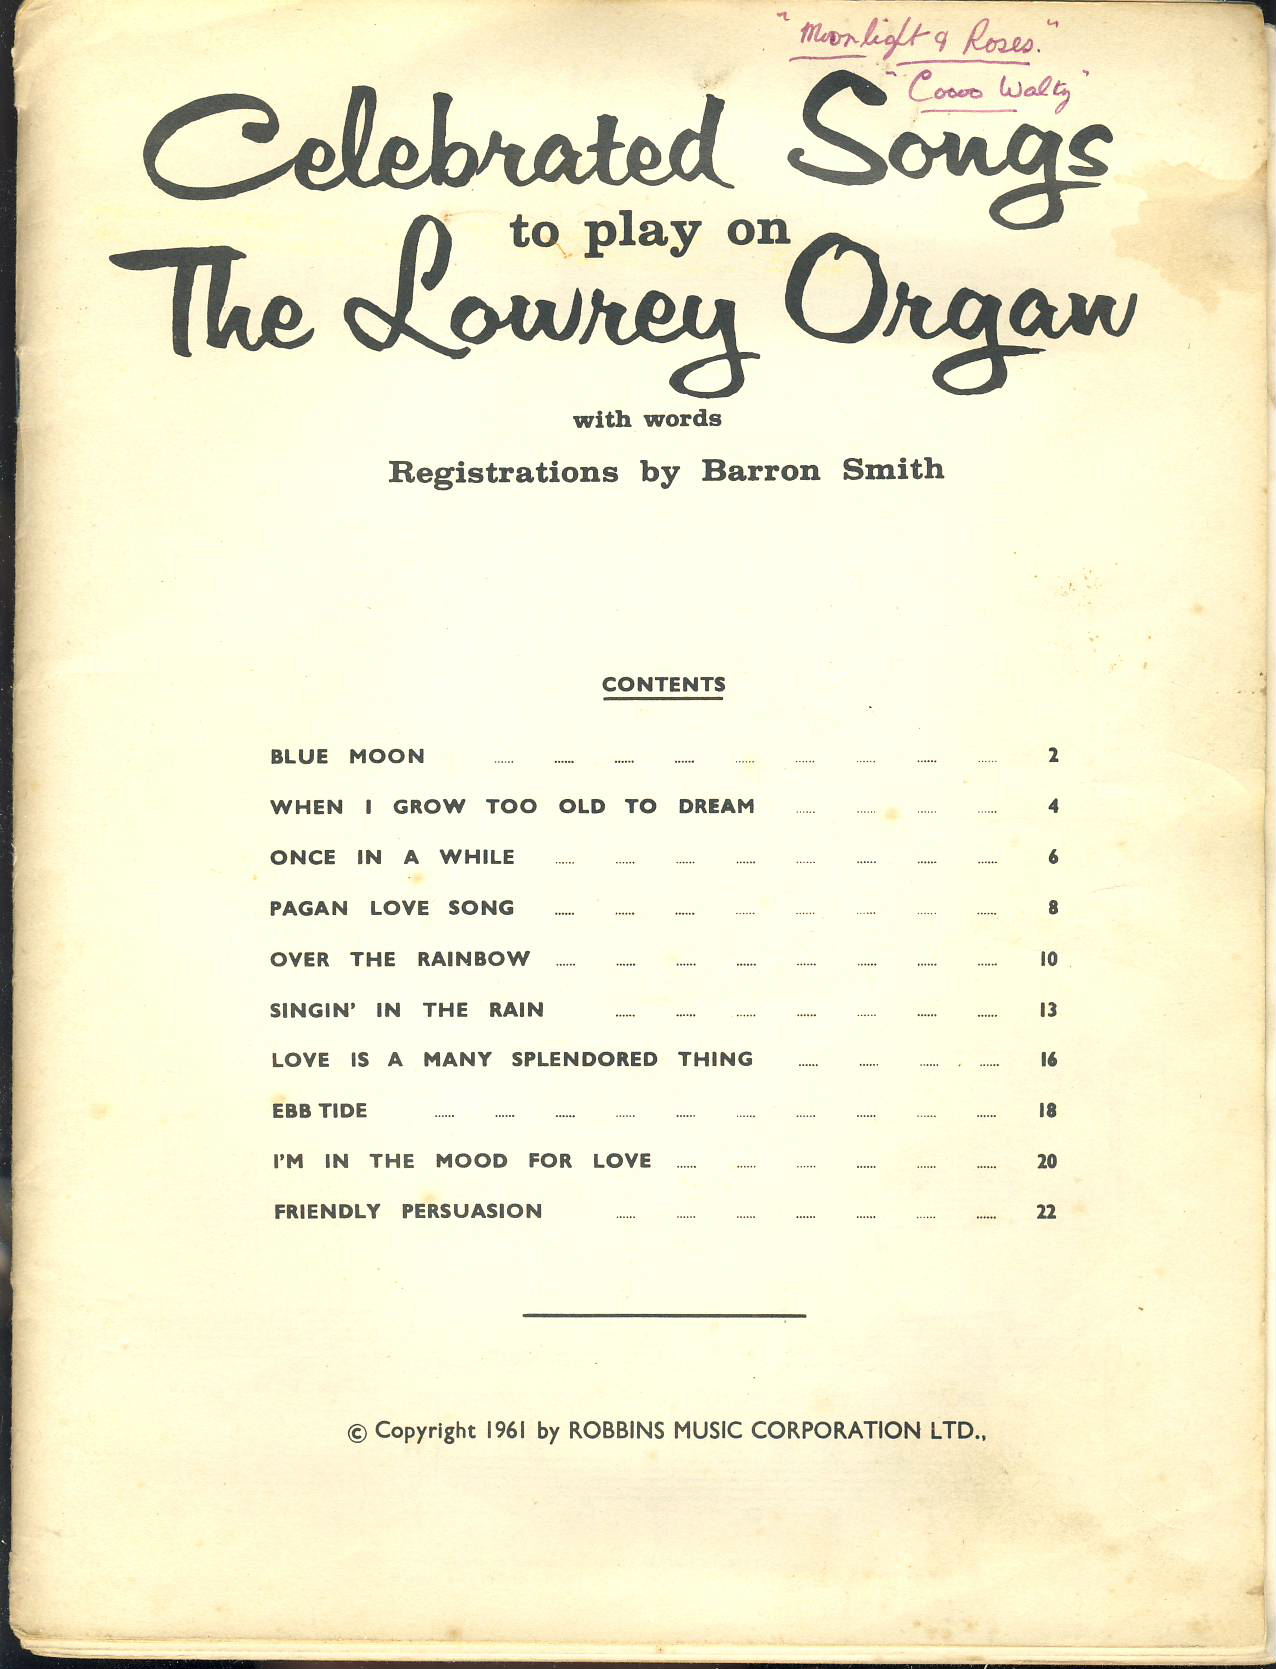 "Moonlight & Roses."
"Coooo Waltz"
Celebrated Songs
to play on
The Lowrey Organ
with words
Registrations by Barron Smith
CONTENTS
BLUE MOON ...... ...... ...... ...... ...... ...... ...... ...... ...... 2
WHEN I GROW TOO OLD TO DREAM ...... ...... ...... ...... 4
ONCE IN A WHILE ...... ...... ...... ...... ...... ...... ...... ...... 6
PAGAN LOVE SONG ...... ...... ...... ...... ...... ...... ...... ...... 8
OVER THE RAINBOW ...... ...... ...... ...... ...... ...... ...... ...... 10
SINGIN' IN THE RAIN ...... ...... ...... ...... ...... ...... ...... 13
LOVE IS A MANY SPLENDORED THING ...... ...... ...... ...... 16
EBB TIDE ...... ...... ...... ...... ...... ...... ...... ...... ...... ...... 18
I'M IN THE MOOD FOR LOVE ...... ...... ...... ...... ...... ...... 20
FRIENDLY PERSUASION ...... ...... ...... ...... ...... ...... ...... 22
© Copyright 1961 by ROBBINS MUSIC CORPORATION LTD.,